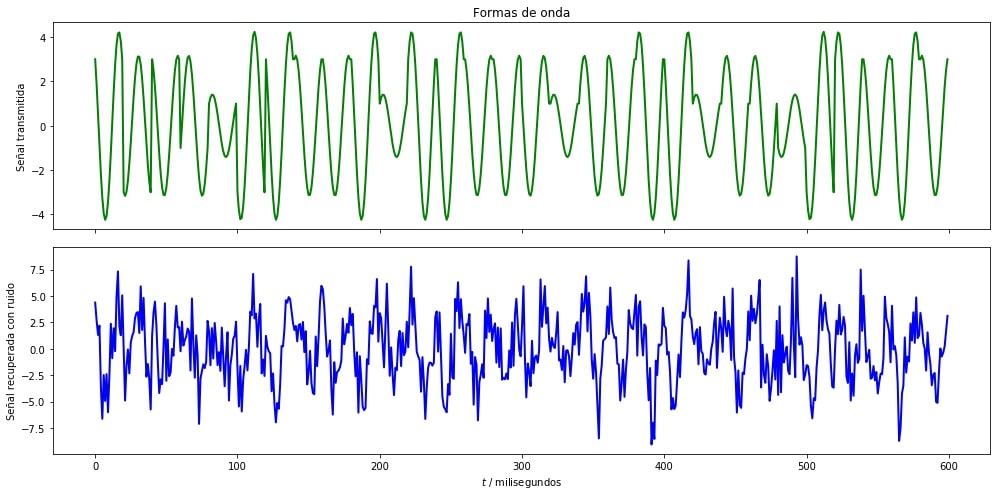 Formas de onda
Señal transmitida
4
2
0
−2
−4
Señal recuperada con ruido
7.5
5.0
2.5
0.0
−2.5
−5.0
−7.5
0 100 200 300 400 500 600
t / milisegundos